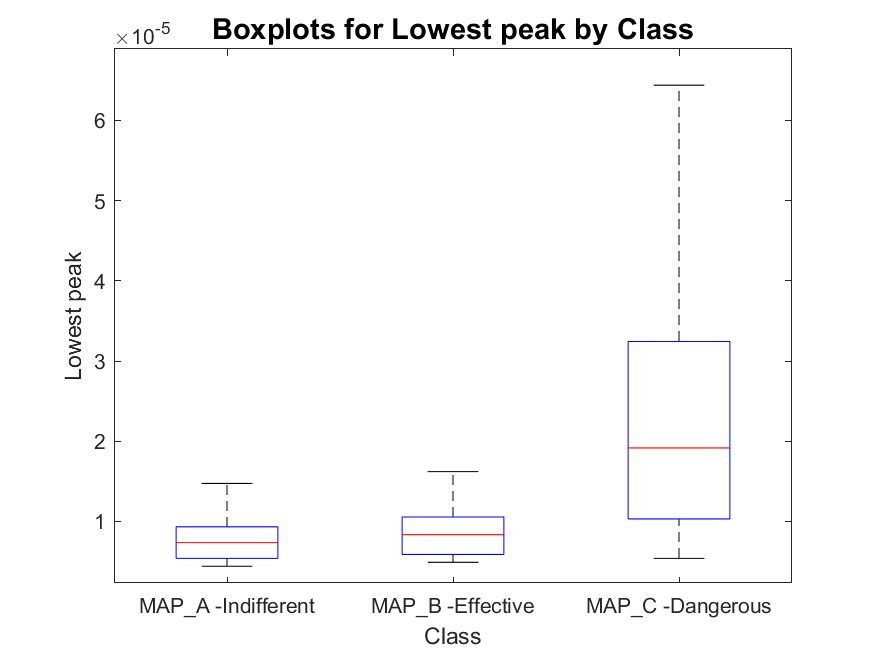 Boxplots for Lowest peak by Class
×10^-5
6
5
4
3
2
1
Lowest peak
MAP_A -Indifferent
MAP_B -Effective
MAP_C -Dangerous
Class